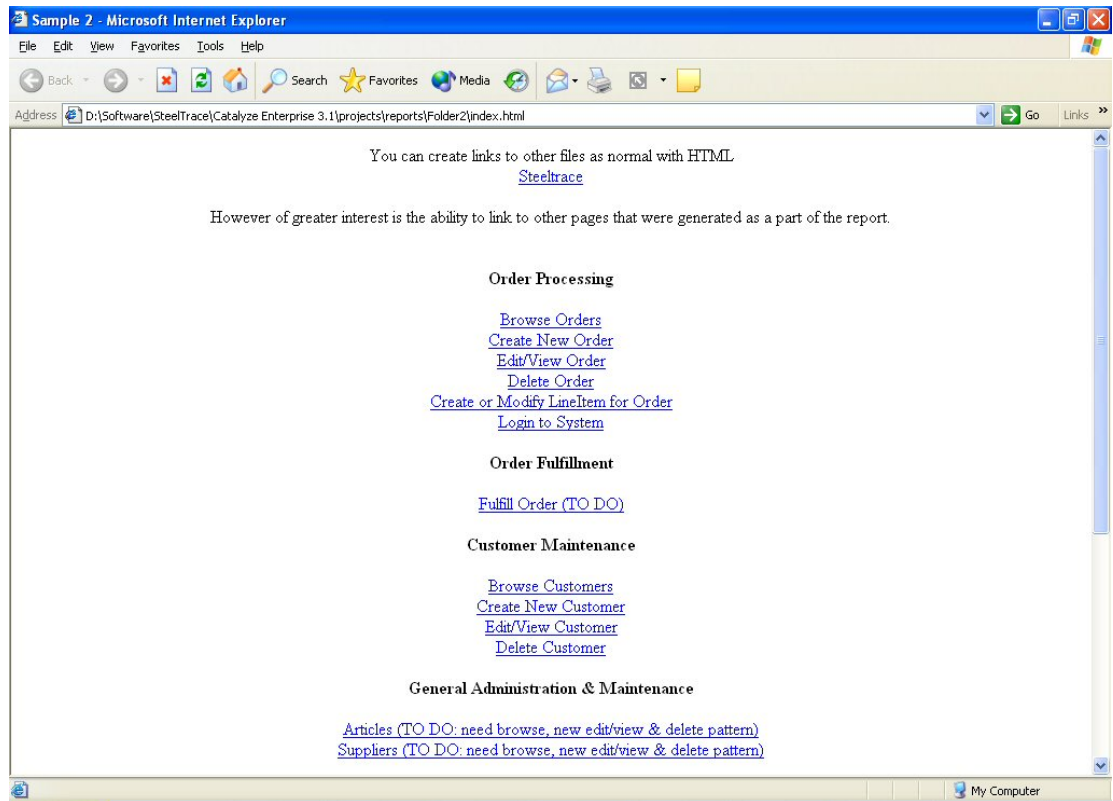 Sample 2 - Microsoft Internet Explorer
File Edit View Favorites Tools Help
Back Search Favorites Media
Address D:\Software\SteelTrace\Catalyze Enterprise 3.1\projects\reports\Folder2\index.html Go Links »
You can create links to other files as normal with HTML
Steeltrace
However of greater interest is the ability to link to other pages that were generated as a part of the report.
Order Processing
Browse Orders
Create New Order
Edit/View Order
Delete Order
Create or Modify LineItem for Order
Login to System
Order Fulfillment
Fulfill Order (TO DO)
Customer Maintenance
Browse Customers
Create New Customer
Edit/View Customer
Delete Customer
General Administration & Maintenance
Articles (TO DO: need browse, new edit/view & delete pattern)
Suppliers (TO DO: need browse, new edit/view & delete pattern)
My Computer